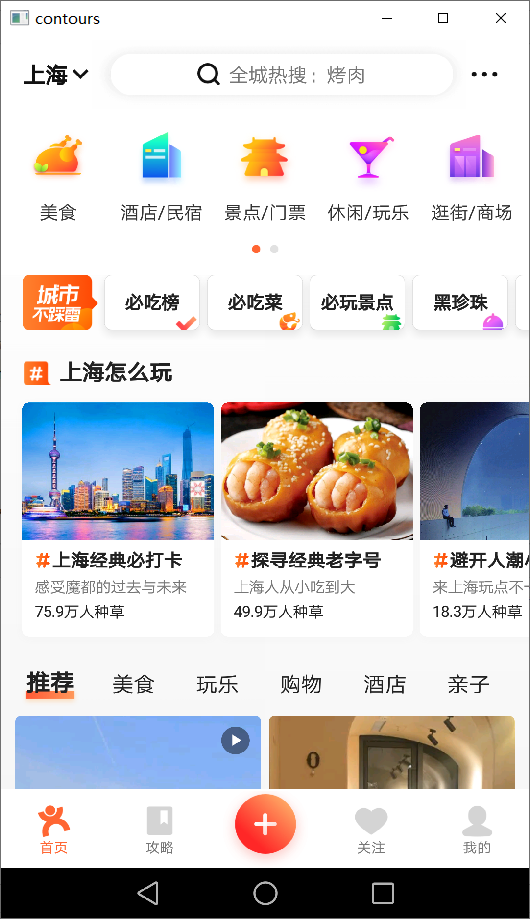 contours
上海
全城热搜：烤肉
美食
酒店/民宿
景点/门票
休闲/玩乐
逛街/商场
城市
不踩雷
必吃榜
必吃菜
必玩景点
黑珍珠
# 上海怎么玩
#上海经典必打卡
感受魔都的过去与未来
75.9万人种草
#探寻经典老字号
上海人从小吃到大
49.9万人种草
#避开人潮
来上海玩点不
18.3万人种草
推荐
美食
玩乐
购物
酒店
亲子
首页
攻略
关注
我的